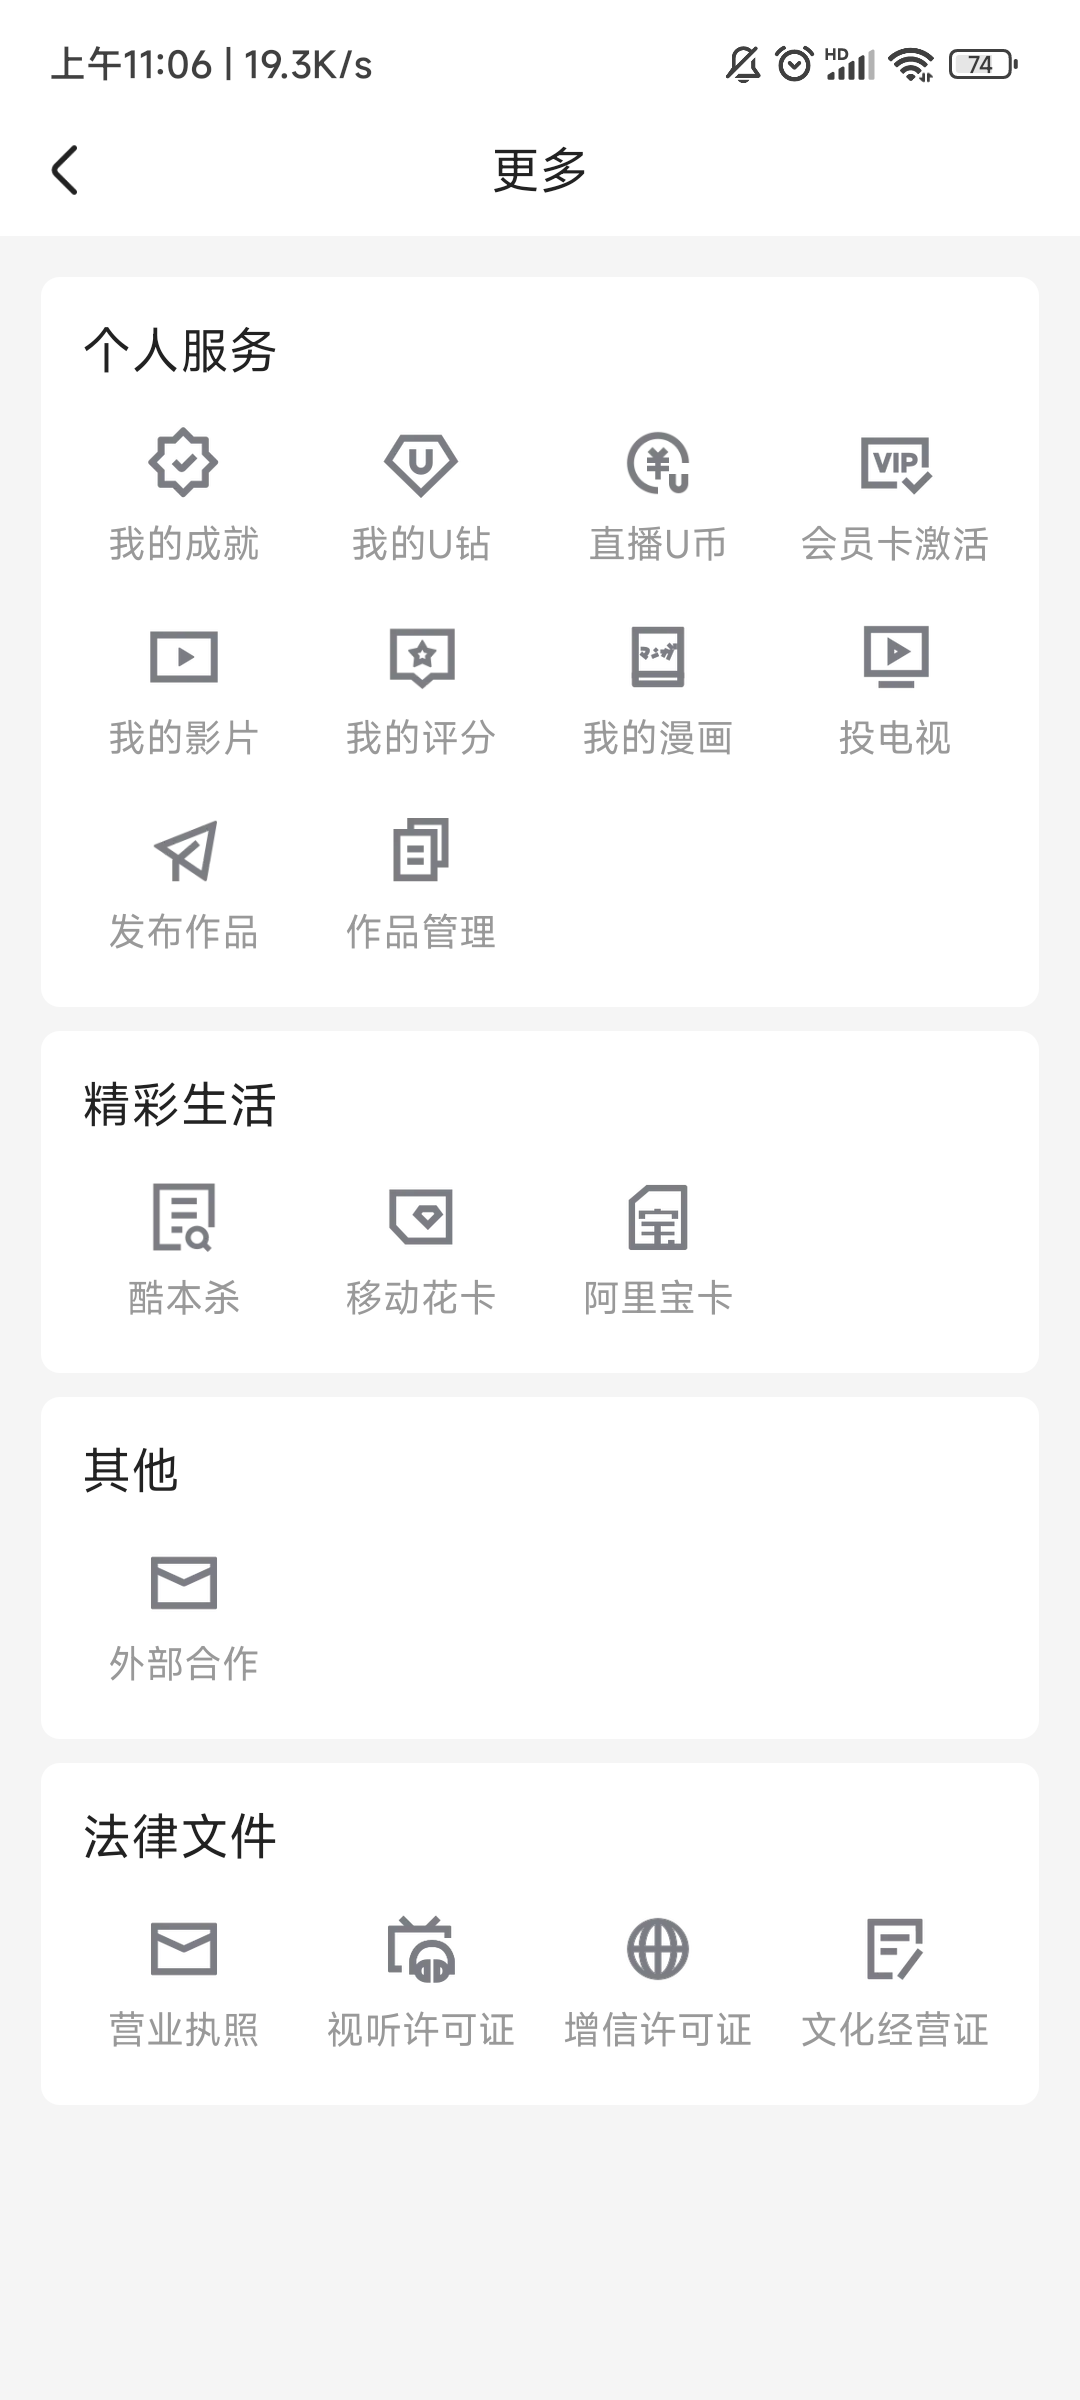 上午11:06 | 19.3K/s
HD
74
更多
个人服务
我的成就 我的U钻 直播U币 会员卡激活
VIP
我的影片 我的评分 我的漫画 投电视
发布作品 作品管理
精彩生活
宝
酷本杀 移动花卡 阿里宝卡
其他
外部合作
法律文件
营业执照 视听许可证 增信许可证 文化经营证